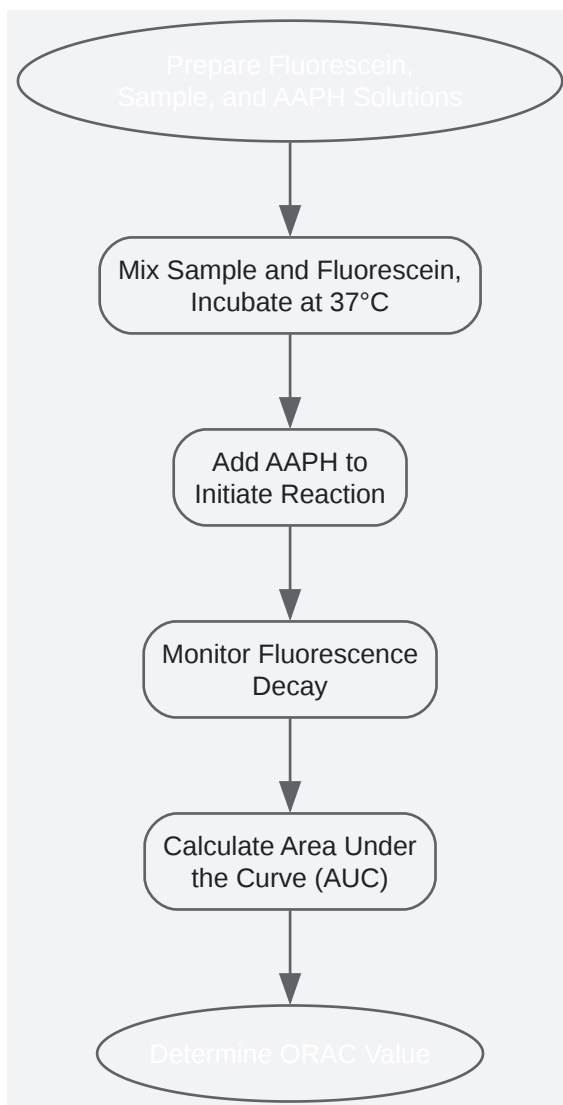 Prepare Fluorescein,
Sample, and AAPH Solutions
Mix Sample and Fluorescein,
Incubate at 37°C
Add AAPH to
Initiate Reaction
Monitor Fluorescence
Decay
Calculate Area Under
the Curve (AUC)
Determine ORAC Value